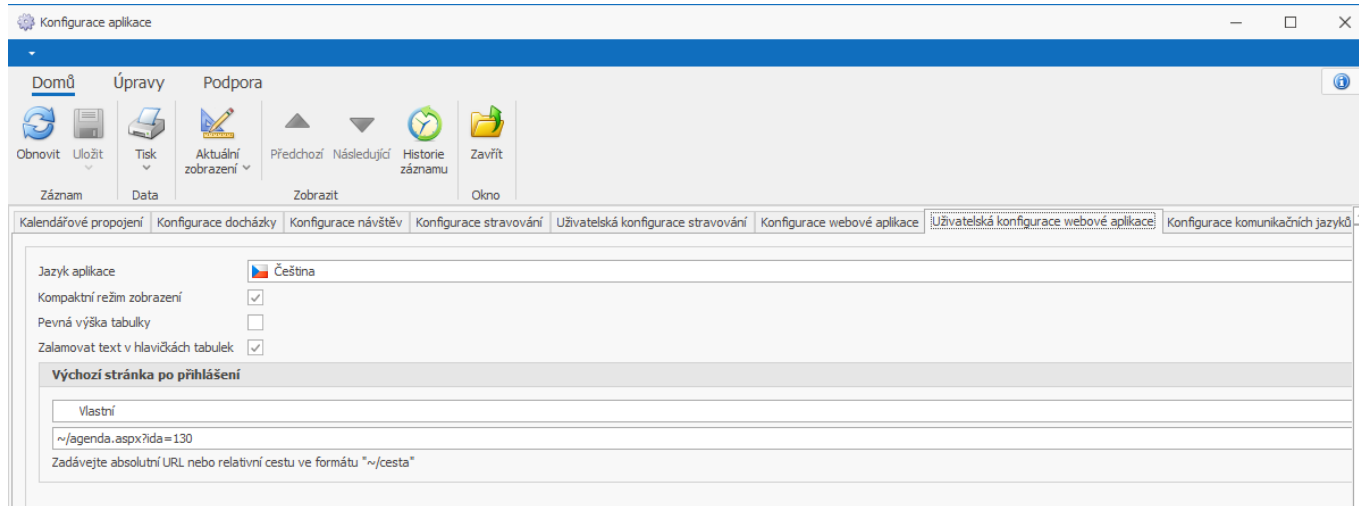 Konfigurace aplikace
Domů Úpravy Podpora
Obnovit Uložit Tisk Aktuální zobrazení Předchozí Následující Historie záznamu Zavřít
Záznam Data Zobrazit Okno
Kalendářové propojení Konfigurace docházky Konfigurace návštěv Konfigurace stravování Uživatelská konfigurace stravování Konfigurace webové aplikace Uživatelská konfigurace webové aplikace Konfigurace komunikačních jazyků
Jazyk aplikace Čeština
Kompaktní režim zobrazení
Pevná výška tabulky
Zalamovat text v hlavičkách tabulek
Výchozí stránka po přihlášení
Vlastní
~/agenda.aspx?ida=130
Zadávejte absolutní URL nebo relativní cestu ve formátu "~/cesta"